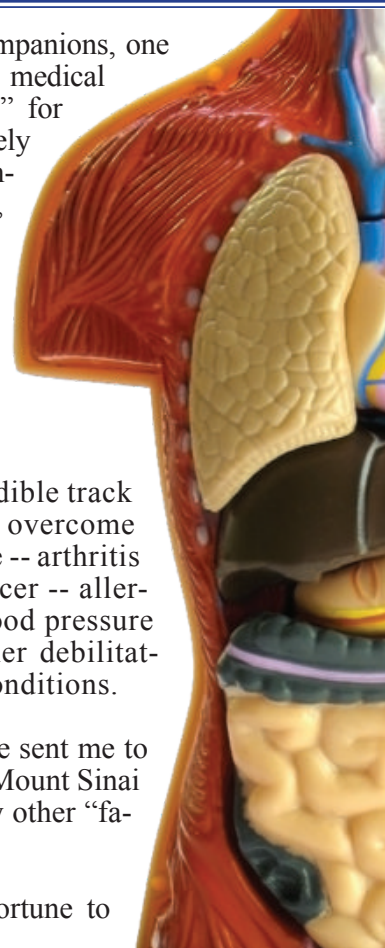 mpanions, one
medical
” for
ely
n-
,
dible track
overcome
e -- arthritis
cer -- aller-
ood pressure
er debilitat-
onditions.
e sent me to
Mount Sinai
y other “fa-
ortune to